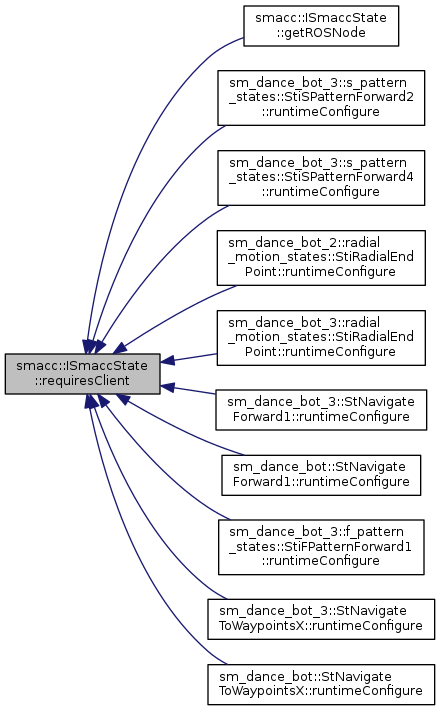 smacc::ISmaccState
::requiresClient
smacc::ISmaccState
::getROSNode
sm_dance_bot_3::s_pattern
_states::StiSPatternForward2
::runtimeConfigure
sm_dance_bot_3::s_pattern
_states::StiSPatternForward4
::runtimeConfigure
sm_dance_bot_2::radial
_motion_states::StiRadialEnd
Point::runtimeConfigure
sm_dance_bot_3::radial
_motion_states::StiRadialEnd
Point::runtimeConfigure
sm_dance_bot_3::StNavigate
Forward1::runtimeConfigure
sm_dance_bot::StNavigate
Forward1::runtimeConfigure
sm_dance_bot_3::f_pattern
_states::StiFPatternForward1
::runtimeConfigure
sm_dance_bot_3::StNavigate
ToWaypointsX::runtimeConfigure
sm_dance_bot::StNavigate
ToWaypointsX::runtimeConfigure